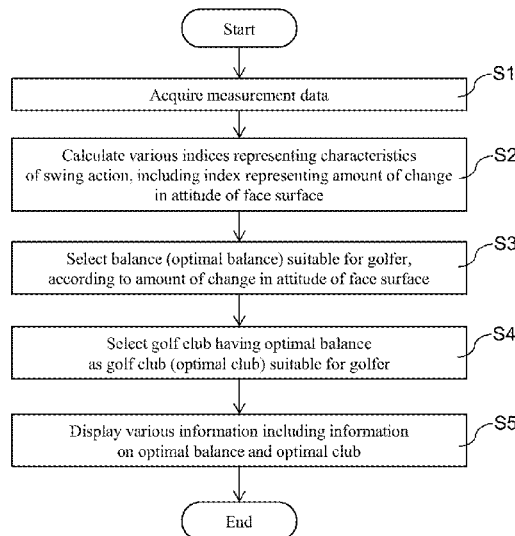 Start
S1
Acquire measurement data
Calculate various indices representing characteristics
of swing action, including index representing amount of change
in attitude of face surface
S2
Select balance (optimal balance) suitable for golfer,
according to amount of change in attitude of face surface
S3
Select golf club having optimal balance
as golf club (optimal club) suitable for golfer
S4
Display various information including information
on optimal balance and optimal club
S5
End